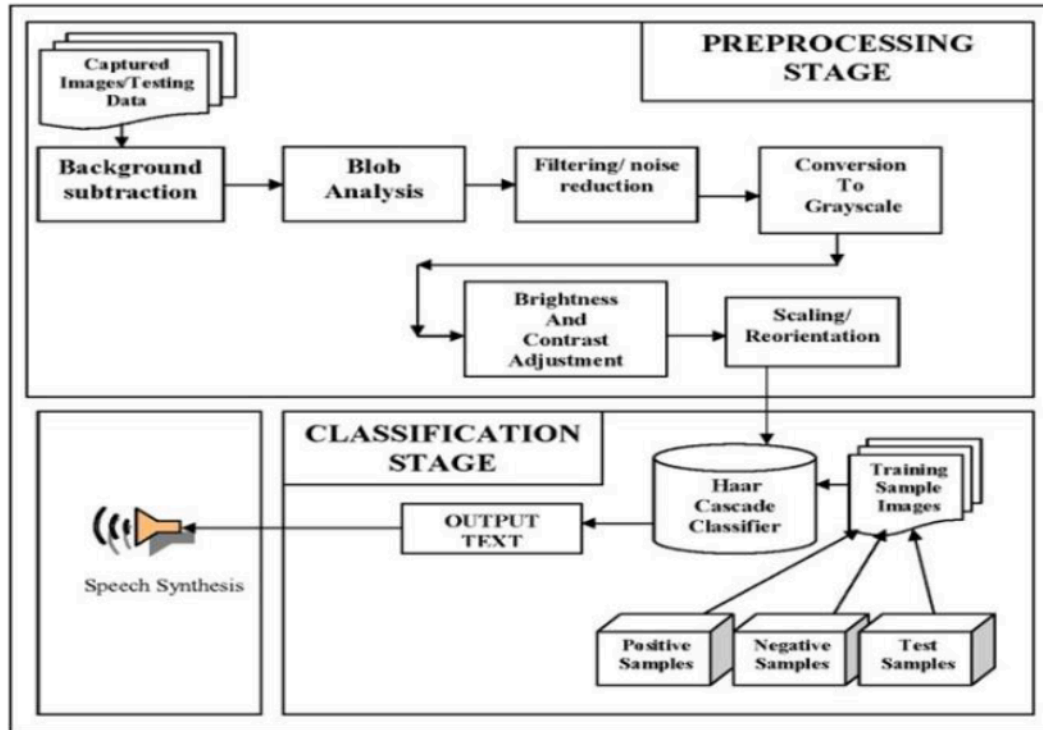 PREPROCESSING
STAGE
Captured
Images/Testing
Data
Background
subtraction
Blob
Analysis
Filtering/ noise
reduction
Conversion
To
Grayscale
Brightness
And
Contrast
Adjustment
Scaling/
Reorientation
CLASSIFICATION
STAGE
Haar
Cascade
Classifier
Training
Sample
Images
OUTPUT
TEXT
Speech Synthesis
Positive
Samples
Negative
Samples
Test
Samples